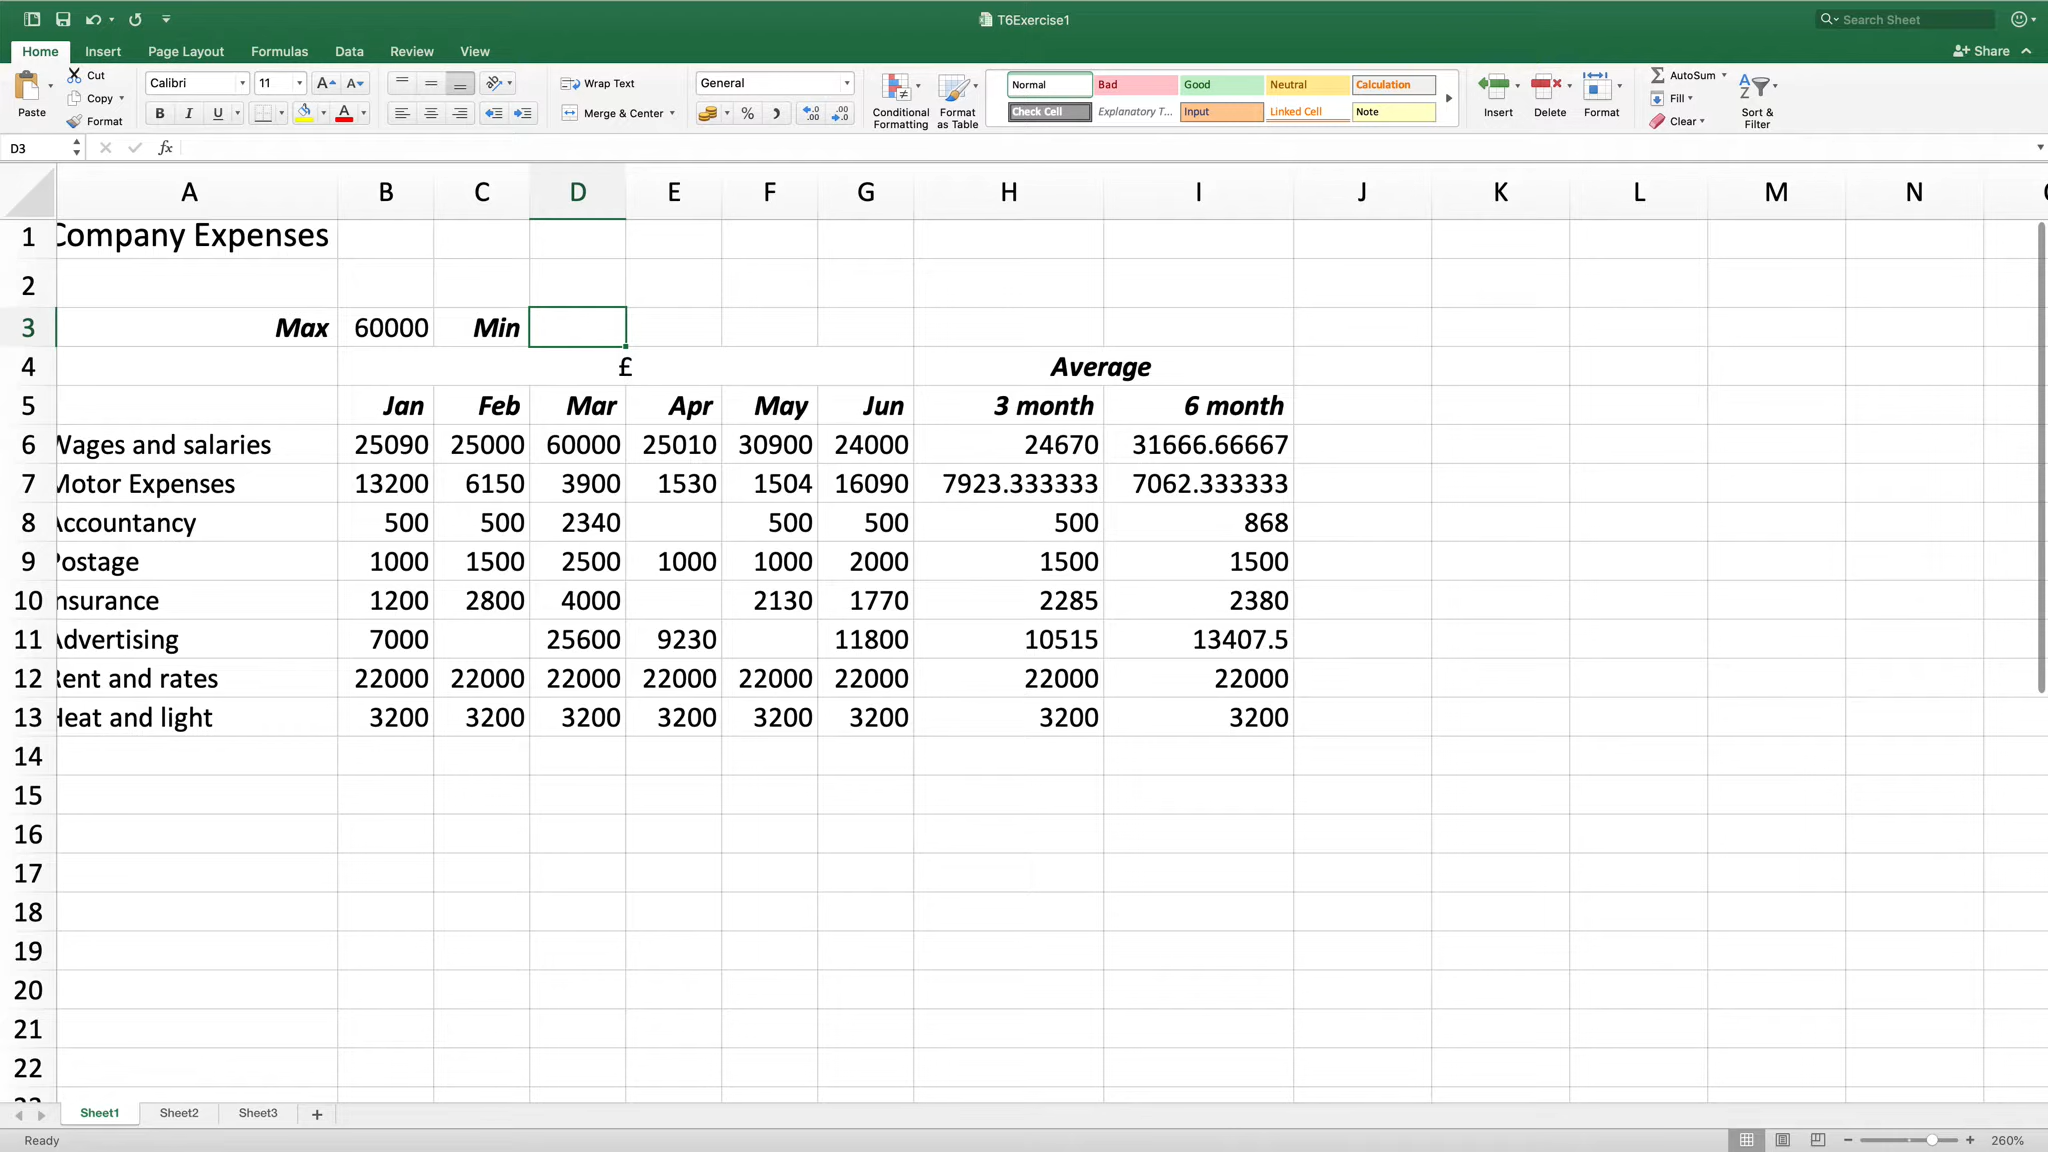 T6Exercise1
Search Sheet
Home Insert Page Layout Formulas Data Review View
Share
Paste
Cut
Copy
Format
Calibri 11
B I U
Wrap Text
Merge & Center
General
%
Conditional Formatting
Format as Table
Normal Bad Good Neutral Calculation
Check Cell Explanatory T... Input Linked Cell Note
Insert Delete Format
AutoSum
Fill
Clear
Sort & Filter
D3 fx
A B C D E F G H I J K L M N
1 Company Expenses
2
3 Max 60000 Min
4 £ Average
5 Jan Feb Mar Apr May Jun 3 month 6 month
6 Wages and salaries 25090 25000 60000 25010 30900 24000 24670 31666.66667
7 Motor Expenses 13200 6150 3900 1530 1504 16090 7923.333333 7062.333333
8 Accountancy 500 500 2340 500 500 500 868
9 Postage 1000 1500 2500 1000 1000 2000 1500 1500
10 nsurance 1200 2800 4000 2130 1770 2285 2380
11 Advertising 7000 25600 9230 11800 10515 13407.5
12 Rent and rates 22000 22000 22000 22000 22000 22000 22000 22000
13 Heat and light 3200 3200 3200 3200 3200 3200 3200 3200
14
15
16
17
18
19
20
21
22
Sheet1 Sheet2 Sheet3 +
Ready
260%